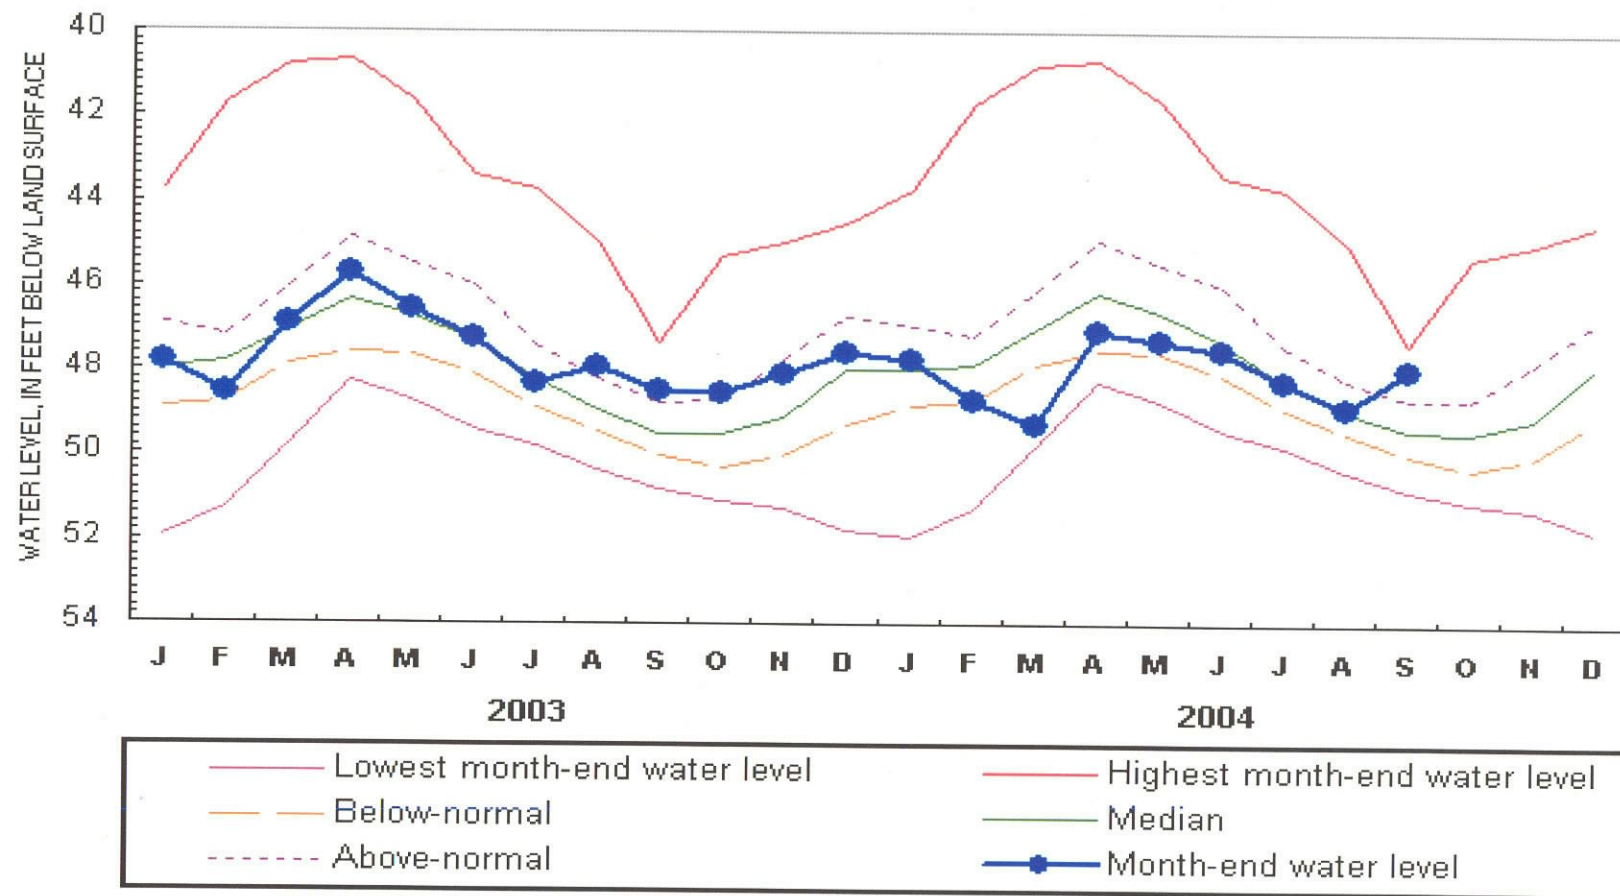 WATER LEVEL, IN FEET BELOW LAND SURFACE
40
42
44
46
48
50
52
54
J F M A M J J A S O N D J F M A M J J A S O N D
2003 2004
Lowest month-end water level Highest month-end water level
Below-normal Median
Above-normal Month-end water level